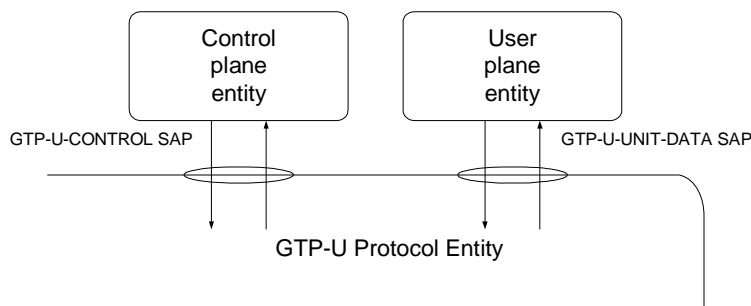 Control
plane
entity
User
plane
entity
GTP-U-CONTROL SAP
GTP-U-UNIT-DATA SAP
GTP-U Protocol Entity